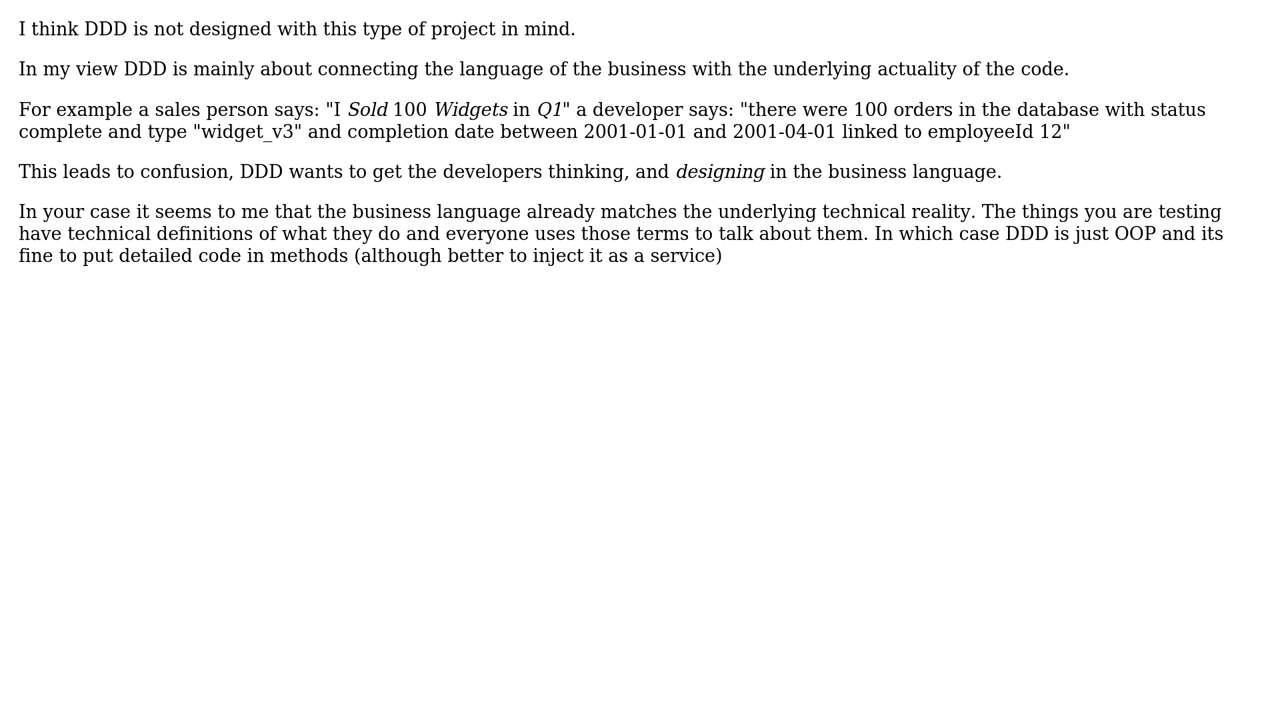 I think DDD is not designed with this type of project in mind.
In my view DDD is mainly about connecting the language of the business with the underlying actuality of the code.
For example a sales person says: "I Sold 100 Widgets in Q1" a developer says: "there were 100 orders in the database with status
complete and type "widget_v3" and completion date between 2001-01-01 and 2001-04-01 linked to employeeId 12"
This leads to confusion, DDD wants to get the developers thinking, and designing in the business language.
In your case it seems to me that the business language already matches the underlying technical reality. The things you are testing
have technical definitions of what they do and everyone uses those terms to talk about them. In which case DDD is just OOP and its
fine to put detailed code in methods (although better to inject it as a service)